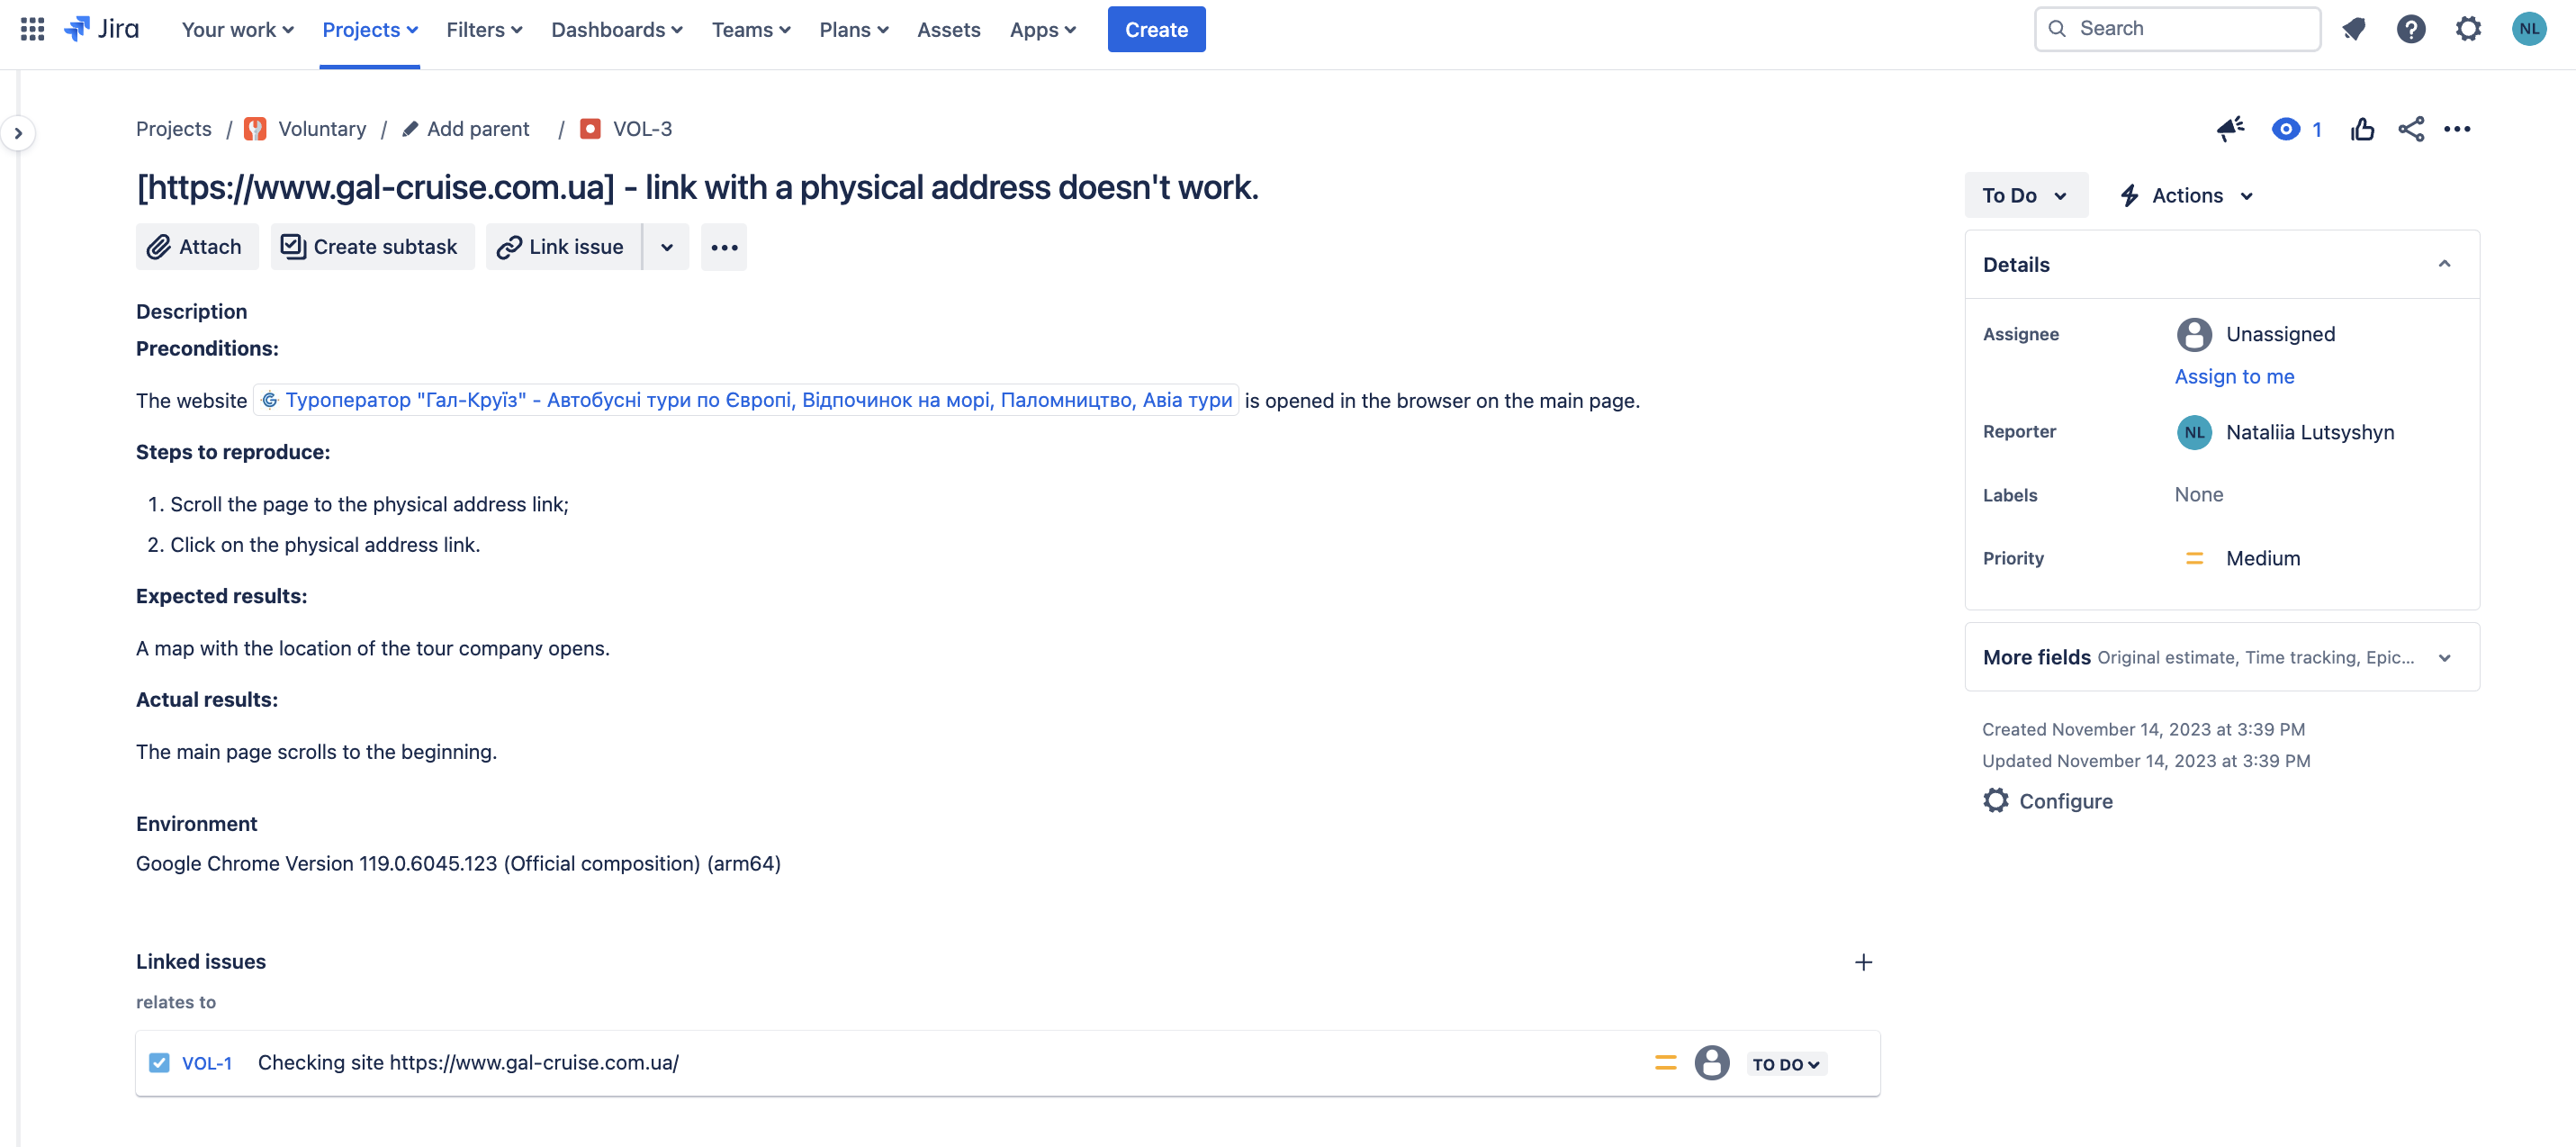 Jira Your work Projects Filters Dashboards Teams Plans Assets Apps Create Search NL
Projects / Voluntary / Add parent / VOL-3 1
[https://www.gal-cruise.com.ua] - link with a physical address doesn't work.
Attach Create subtask Link issue
Description
Preconditions:
The website Туроператор "Гал-Круїз" - Автобусні тури по Європі, Відпочинок на морі, Паломництво, Авіа тури is opened in the browser on the main page.
Steps to reproduce:
1. Scroll the page to the physical address link;
2. Click on the physical address link.
Expected results:
A map with the location of the tour company opens.
Actual results:
The main page scrolls to the beginning.
Environment
Google Chrome Version 119.0.6045.123 (Official composition) (arm64)
Linked issues
relates to
VOL-1 Checking site https://www.gal-cruise.com.ua/ TO DO
To Do Actions
Details
Assignee Unassigned
Assign to me
Reporter NL Nataliia Lutsyshyn
Labels None
Priority Medium
More fields Original estimate, Time tracking, Epic...
Created November 14, 2023 at 3:39 PM
Updated November 14, 2023 at 3:39 PM
Configure